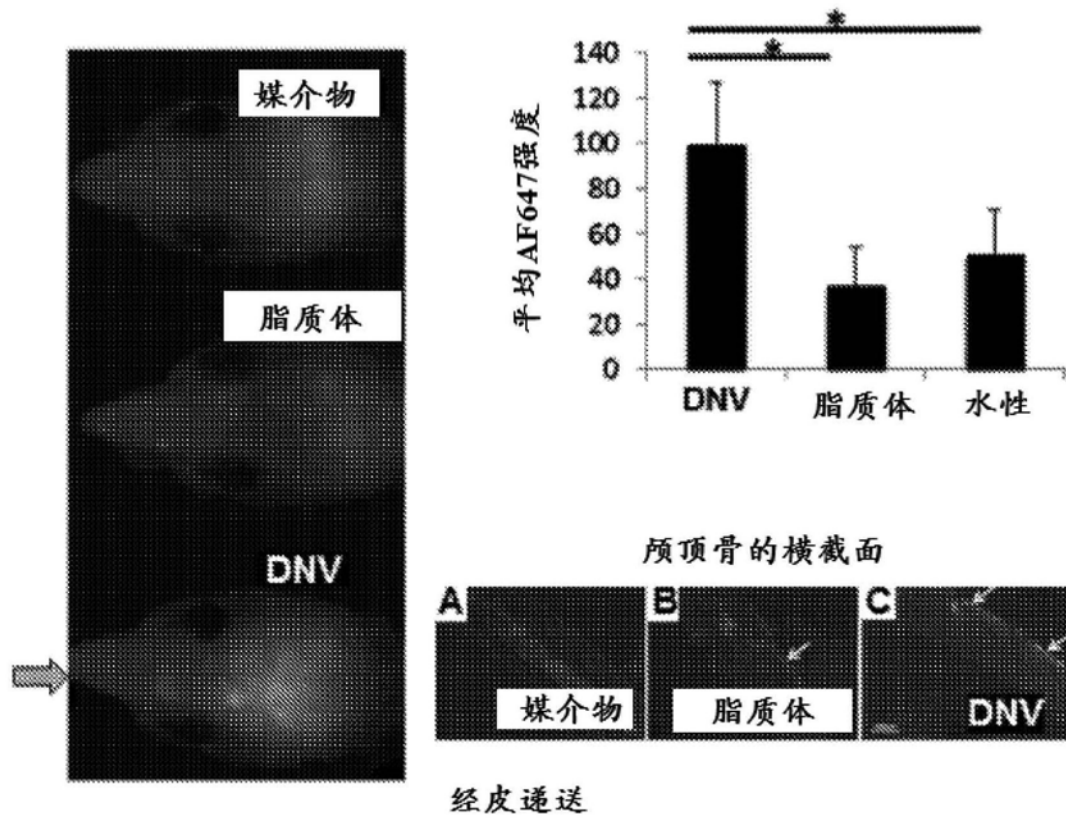 媒介物
脂质体
DNV
*
*
平均AF647强度
140
120
100
80
60
40
20
0
DNV 脂质体 水性
颅顶骨的横截面
A B C
媒介物 脂质体 DNV
经皮递送